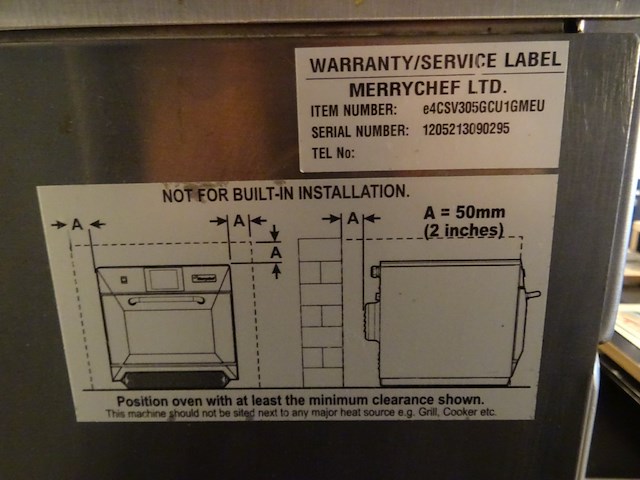 WARRANTY/SERVICE LABEL
MERRYCHEF LTD.
ITEM NUMBER: e4CSV305GCU1GMEU
SERIAL NUMBER: 1205213090295
TEL No:
NOT FOR BUILT-IN INSTALLATION.
A A A A = 50mm
(2 inches)
A
Position oven with at least the minimum clearance shown.
This machine should not be sited next to any major heat source e.g. Grill, Cooker etc.